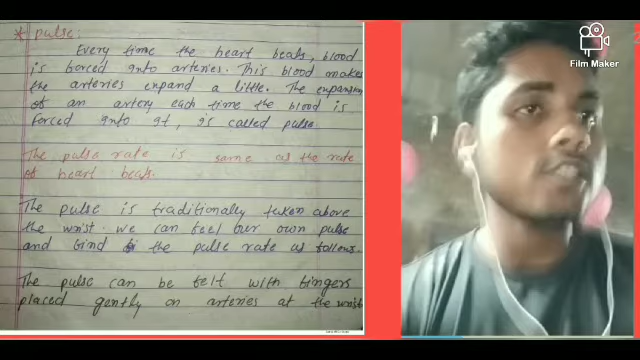 * pulse:
Every time the heart beats, blood
is forced into arteries. This blood makes
the arteries expand a little. The expansion
of an artery each time the blood is
forced into it, is called pulse.
The pulse rate is same as the rate
of heart beats.
The pulse is traditionally taken above
the wrist. we can feel our own pulse
and find the pulse rate as follows.
The pulse can be felt with fingers
placed gently on arteries at the wrist
Film Maker
2